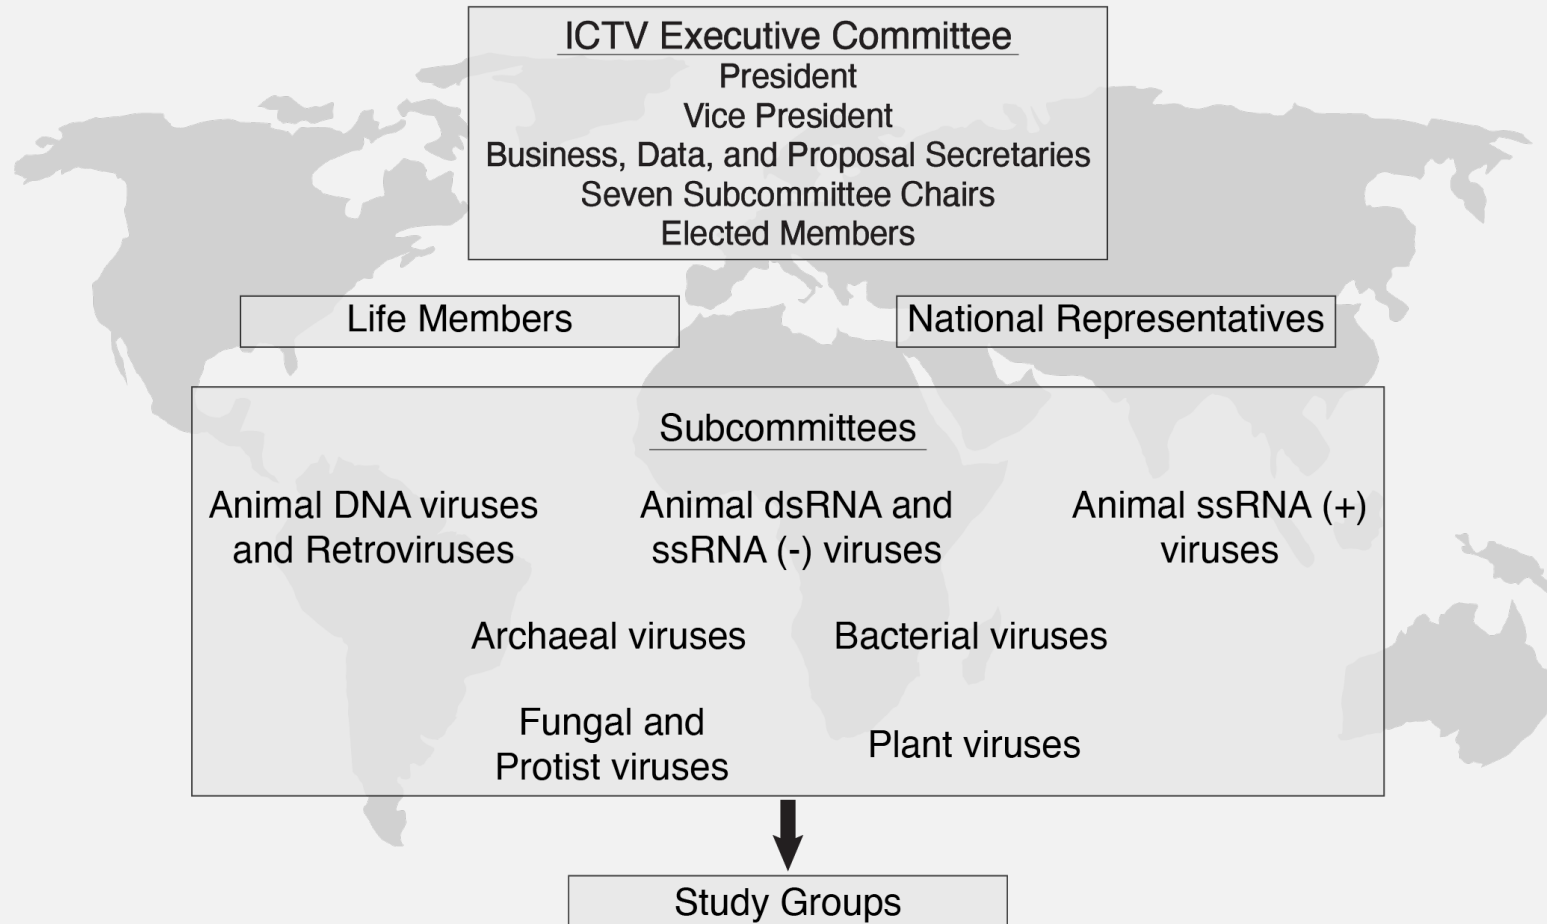 ICTV Executive Committee
President
Vice President
Business, Data, and Proposal Secretaries
Seven Subcommittee Chairs
Elected Members
Life Members
National Representatives
Subcommittees
Animal DNA viruses
and Retroviruses
Animal dsRNA and
ssRNA (-) viruses
Animal ssRNA (+)
viruses
Archaeal viruses
Bacterial viruses
Fungal and
Protist viruses
Plant viruses
Study Groups